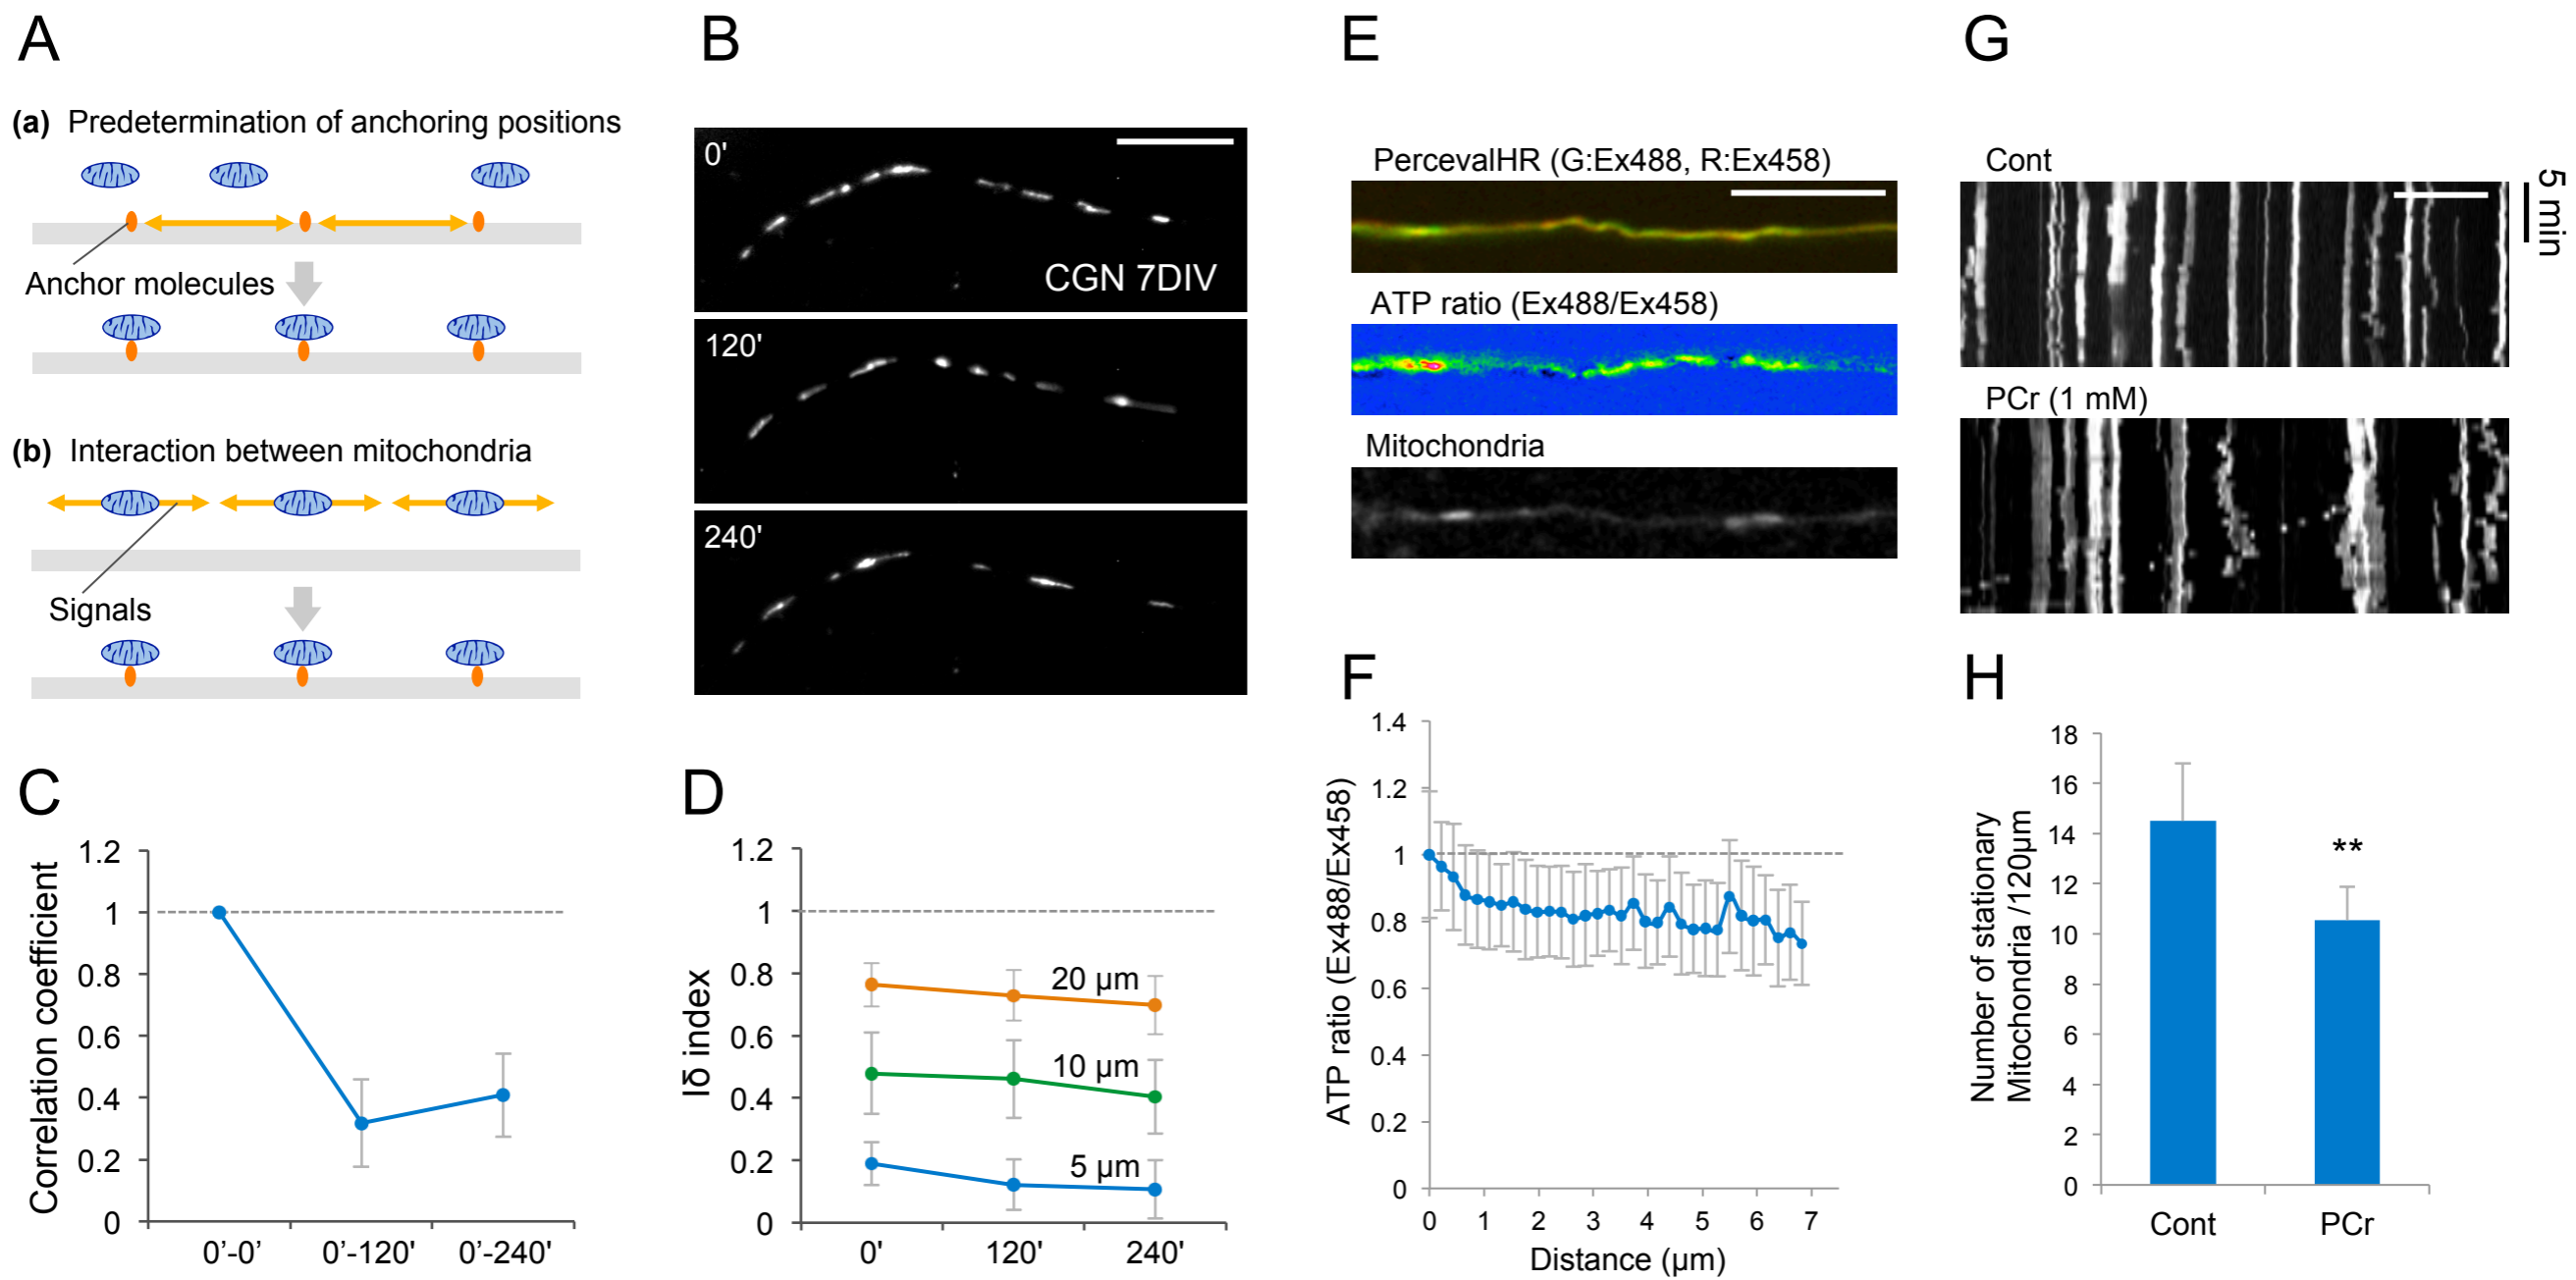 A
(a) Predetermination of anchoring positions
Anchor molecules
(b) Interaction between mitochondria
Signals
B
0'
CGN 7DIV
120'
240'
C
Correlation coefficient
1.2
1
0.8
0.6
0.4
0.2
0
0’-0’
0’-120'
0’-240'
D
Iδ index
1.2
1
0.8
0.6
0.4
0.2
0
20 µm
10 µm
5 µm
0'
120'
240'
E
PercevalHR (G:Ex488, R:Ex458)
ATP ratio (Ex488/Ex458)
Mitochondria
F
ATP ratio (Ex488/Ex458)
1.4
1.2
1
0.8
0.6
0.4
0.2
0
0 1 2 3 4 5 6 7
Distance (µm)
G
Cont
5 min
PCr (1 mM)
H
Number of stationary
Mitochondria /120µm
18
16
14
12
10
8
6
4
2
0
**
Cont
PCr